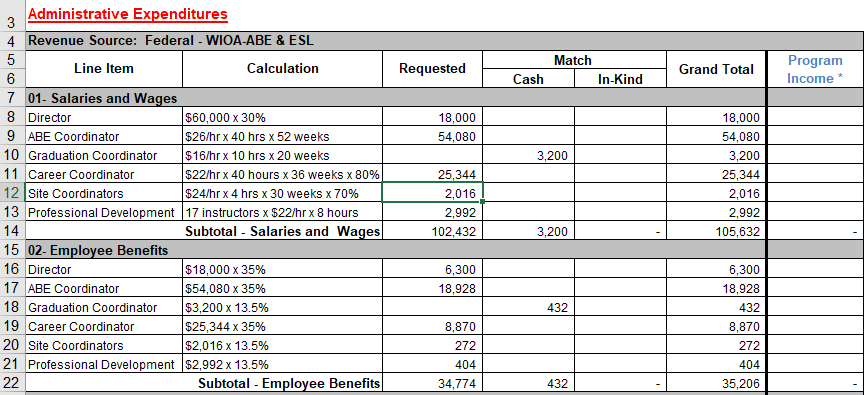 3 Administrative Expenditures
4 Revenue Source: Federal - WIOA-ABE & ESL
5 Line Item Calculation Requested Match Grand Total Program Income *
6 Cash In-Kind
7 01- Salaries and Wages
8 Director $60,000 x 30% 18,000 18,000
9 ABE Coordinator $26/hr x 40 hrs x 52 weeks 54,080 54,080
10 Graduation Coordinator $16/hr x 10 hrs x 20 weeks 3,200 3,200
11 Career Coordinator $22/hr x 40 hours x 36 weeks x 80% 25,344 25,344
12 Site Coordinators $24/hr x 4 hrs x 30 weeks x 70% 2,016 2,016
13 Professional Development 17 instructors x $22/hr x 8 hours 2,992 2,992
14 Subtotal - Salaries and Wages 102,432 3,200 - 105,632 -
15 02- Employee Benefits
16 Director $18,000 x 35% 6,300 6,300
17 ABE Coordinator $54,080 x 35% 18,928 18,928
18 Graduation Coordinator $3,200 x 13.5% 432 432
19 Career Coordinator $25,344 x 35% 8,870 8,870
20 Site Coordinators $2,016 x 13.5% 272 272
21 Professional Development $2,992 x 13.5% 404 404
22 Subtotal - Employee Benefits 34,774 432 - 35,206 -